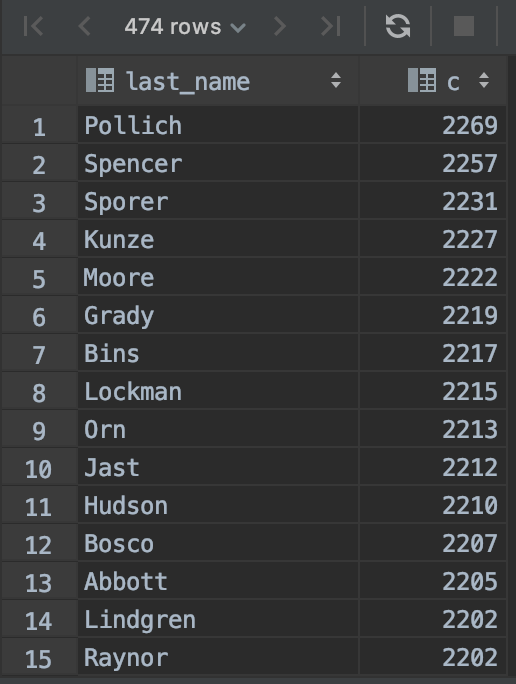 474 rows
last_name c
1 Pollich 2269
2 Spencer 2257
3 Sporer 2231
4 Kunze 2227
5 Moore 2222
6 Grady 2219
7 Bins 2217
8 Lockman 2215
9 Orn 2213
10 Jast 2212
11 Hudson 2210
12 Bosco 2207
13 Abbott 2205
14 Lindgren 2202
15 Raynor 2202